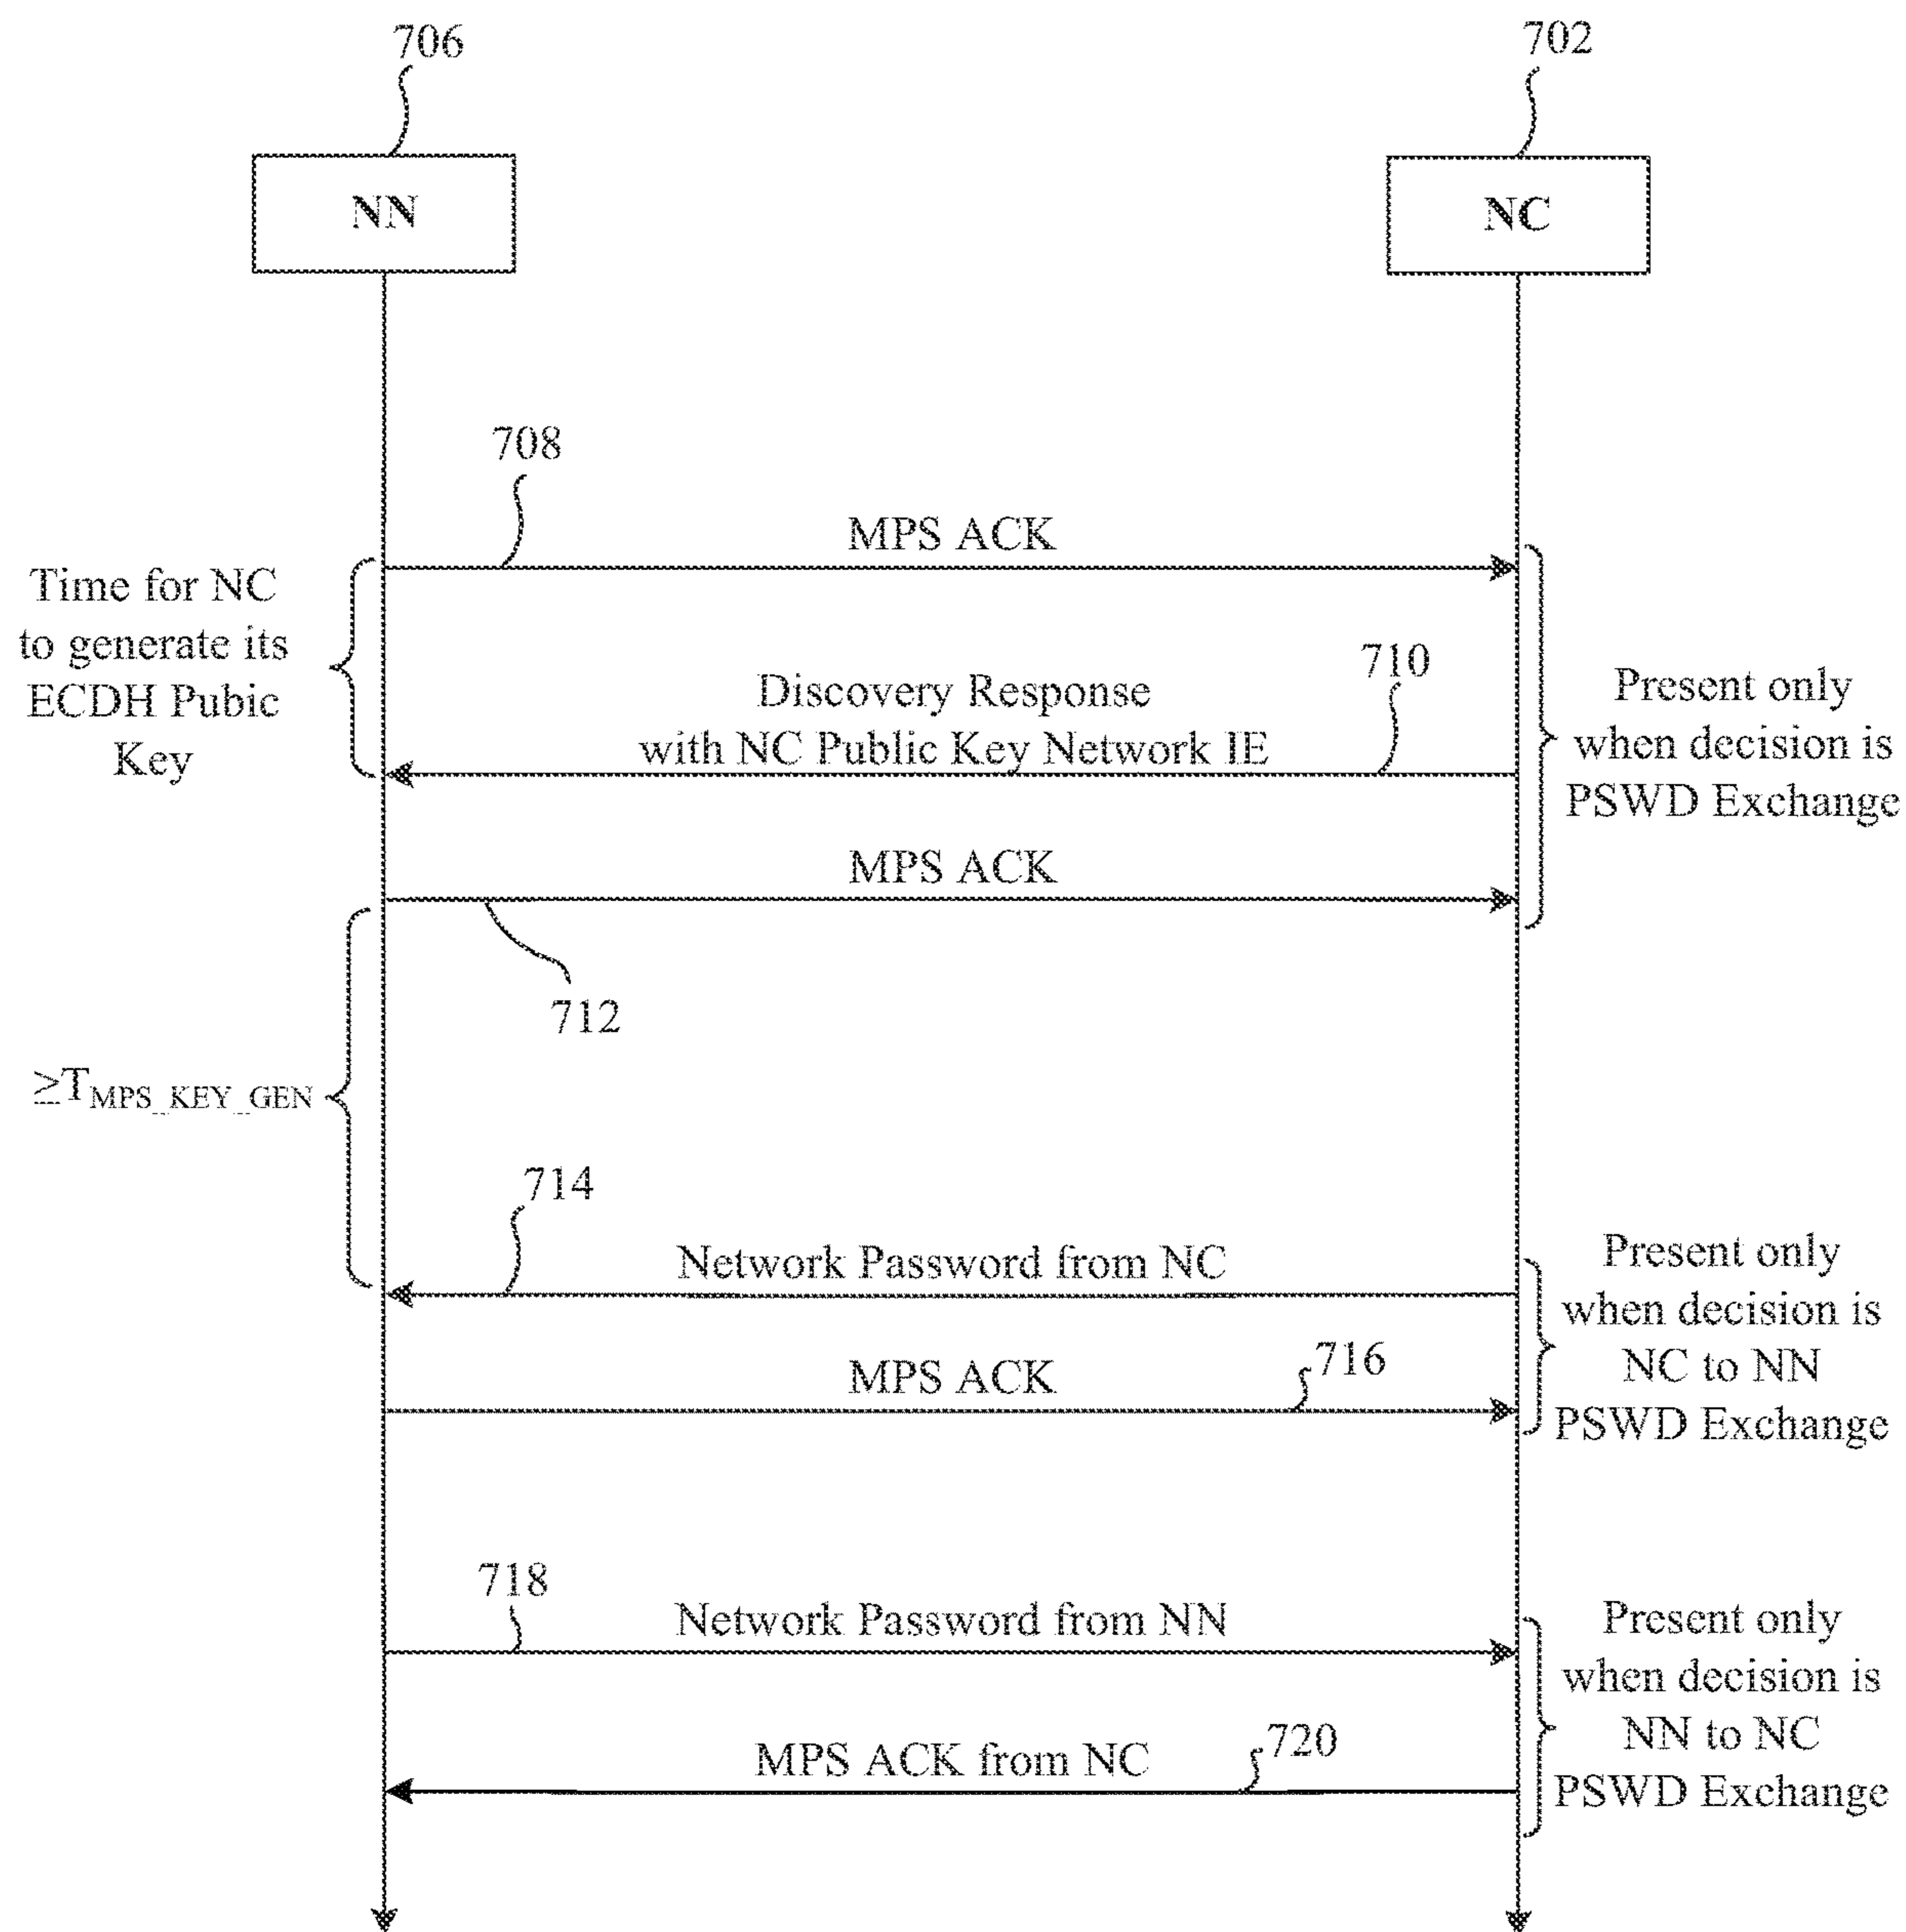 706
702
NN
NC
708
MPS ACK
Time for NC
to generate its
ECDH Pubic
Key
710
Discovery Response
with NC Public Key Network IE
Present only
when decision is
PSWD Exchange
MPS ACK
712
≥TMPS_KEY_GEN
714
Network Password from NC
Present only
when decision is
NC to NN
PSWD Exchange
MPS ACK
716
718
Network Password from NN
Present only
when decision is
NN to NC
PSWD Exchange
MPS ACK from NC
720